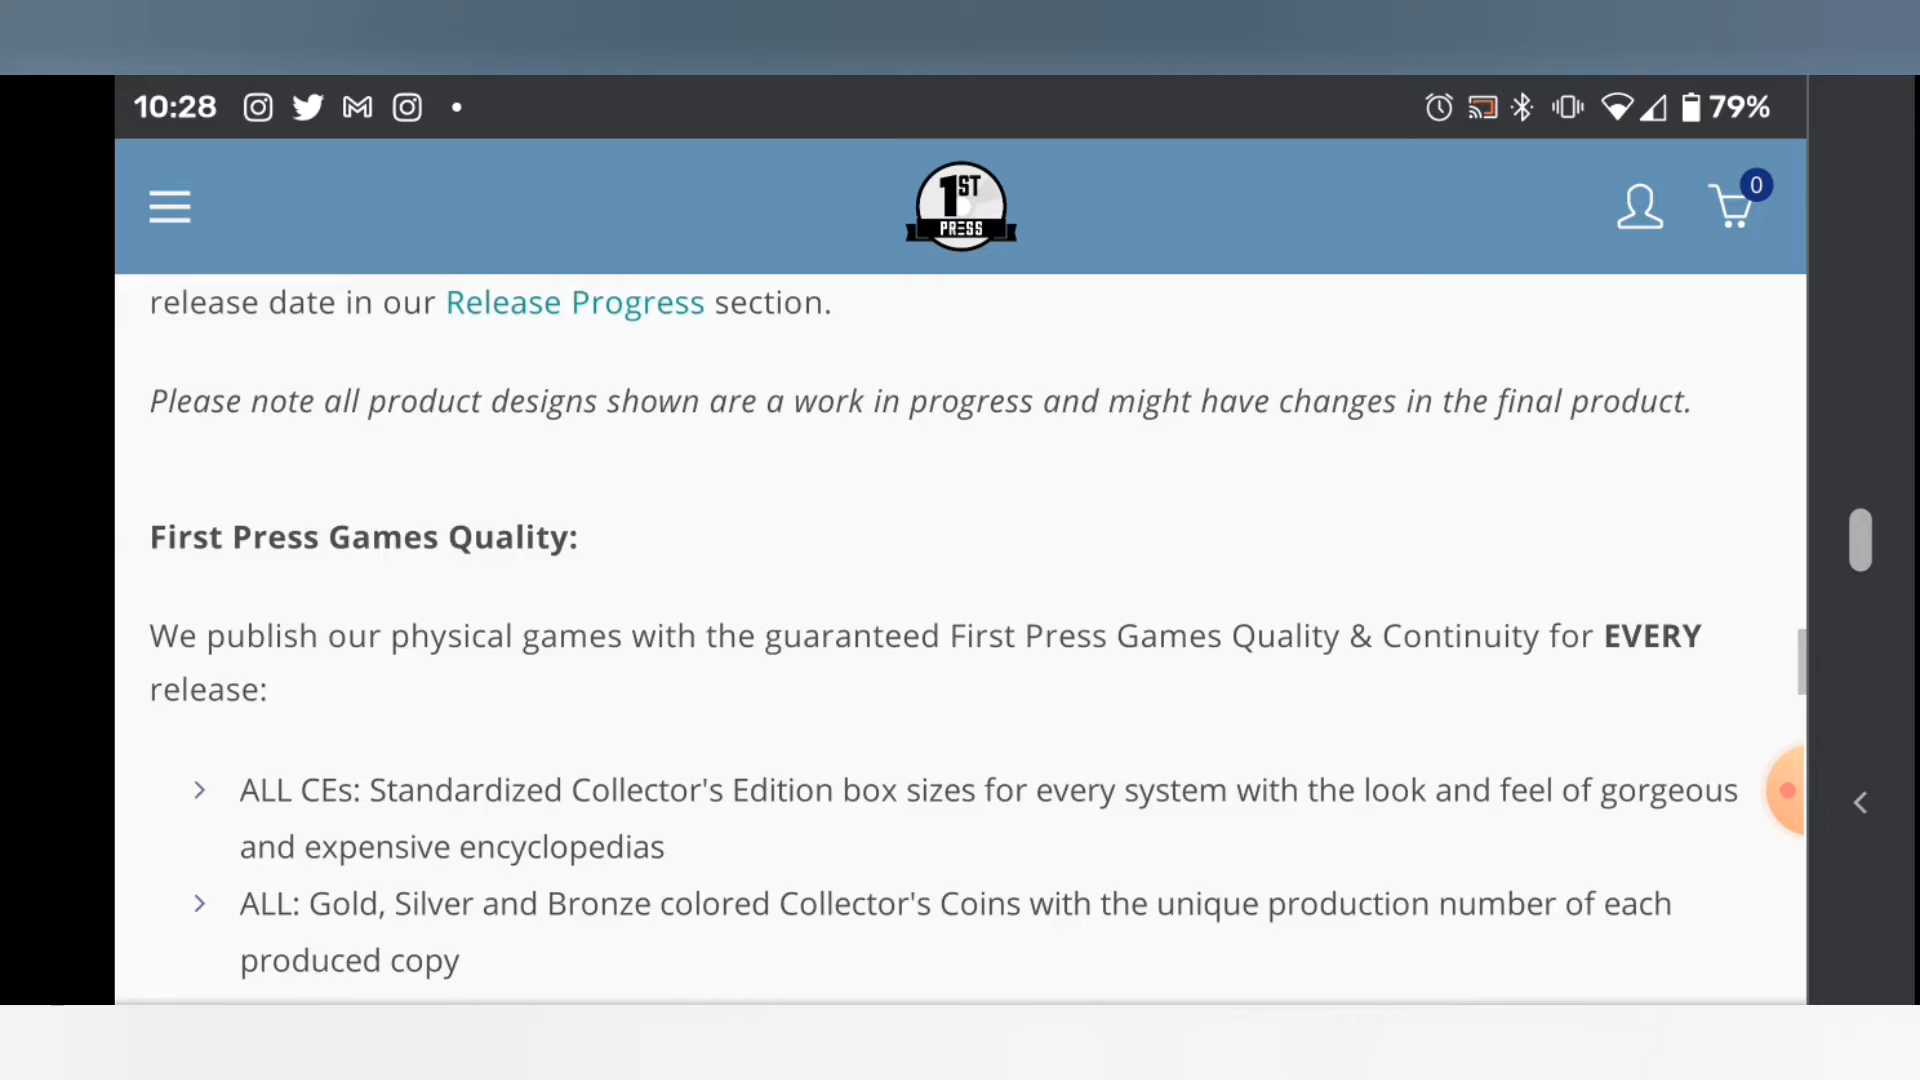 10:28
79%
1ST
PRESS
0
release date in our Release Progress section.
Please note all product designs shown are a work in progress and might have changes in the final product.
First Press Games Quality:
We publish our physical games with the guaranteed First Press Games Quality & Continuity for EVERY
release:
ALL CEs: Standardized Collector's Edition box sizes for every system with the look and feel of gorgeous
and expensive encyclopedias
ALL: Gold, Silver and Bronze colored Collector's Coins with the unique production number of each
produced copy